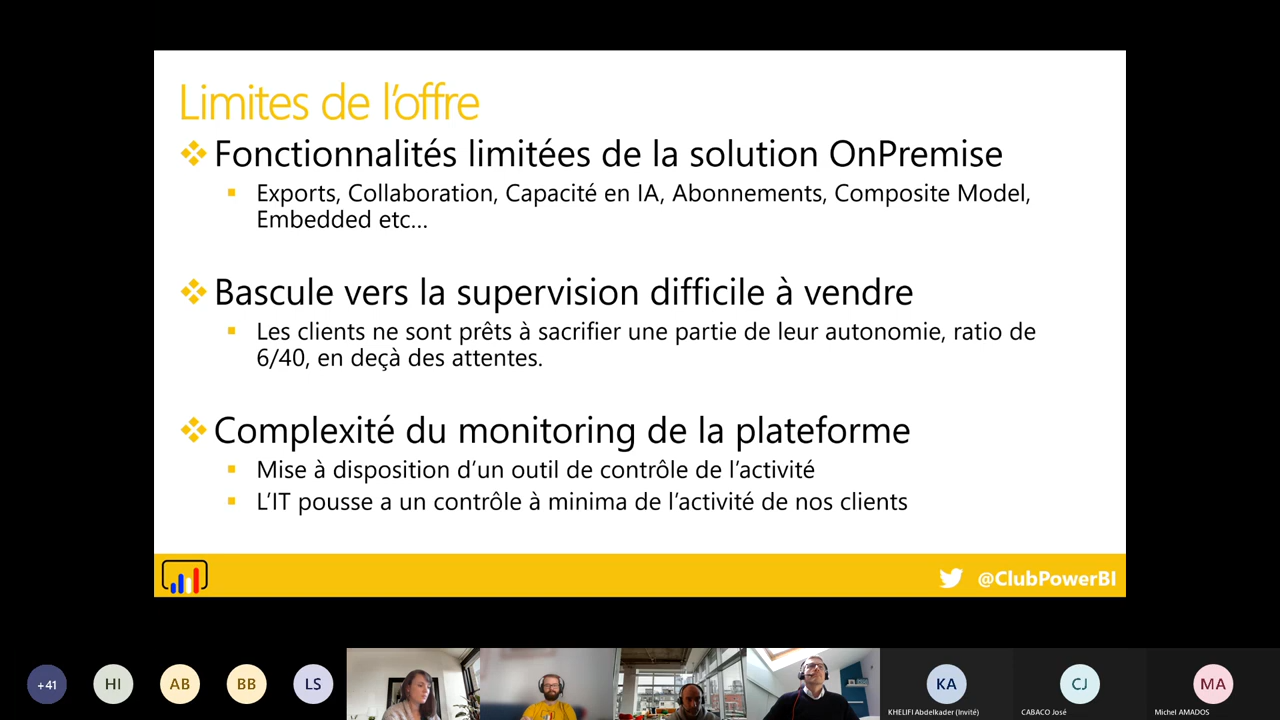 Limites de l'offre
Fonctionnalités limitées de la solution OnPremise
Exports, Collaboration, Capacité en IA, Abonnements, Composite Model,
Embedded etc...
Bascule vers la supervision difficile à vendre
Les clients ne sont prêts à sacrifier une partie de leur autonomie, ratio de
6/40, en deçà des attentes.
Complexité du monitoring de la plateforme
Mise à disposition d'un outil de contrôle de l'activité
L'IT pousse a un contrôle à minima de l'activité de nos clients
@ClubPowerBI
+41
HI
AB
BB
LS
KA
CJ
MA
KHELIFI Abdelkader (Invité)
CABACO José
Michel AMADOS